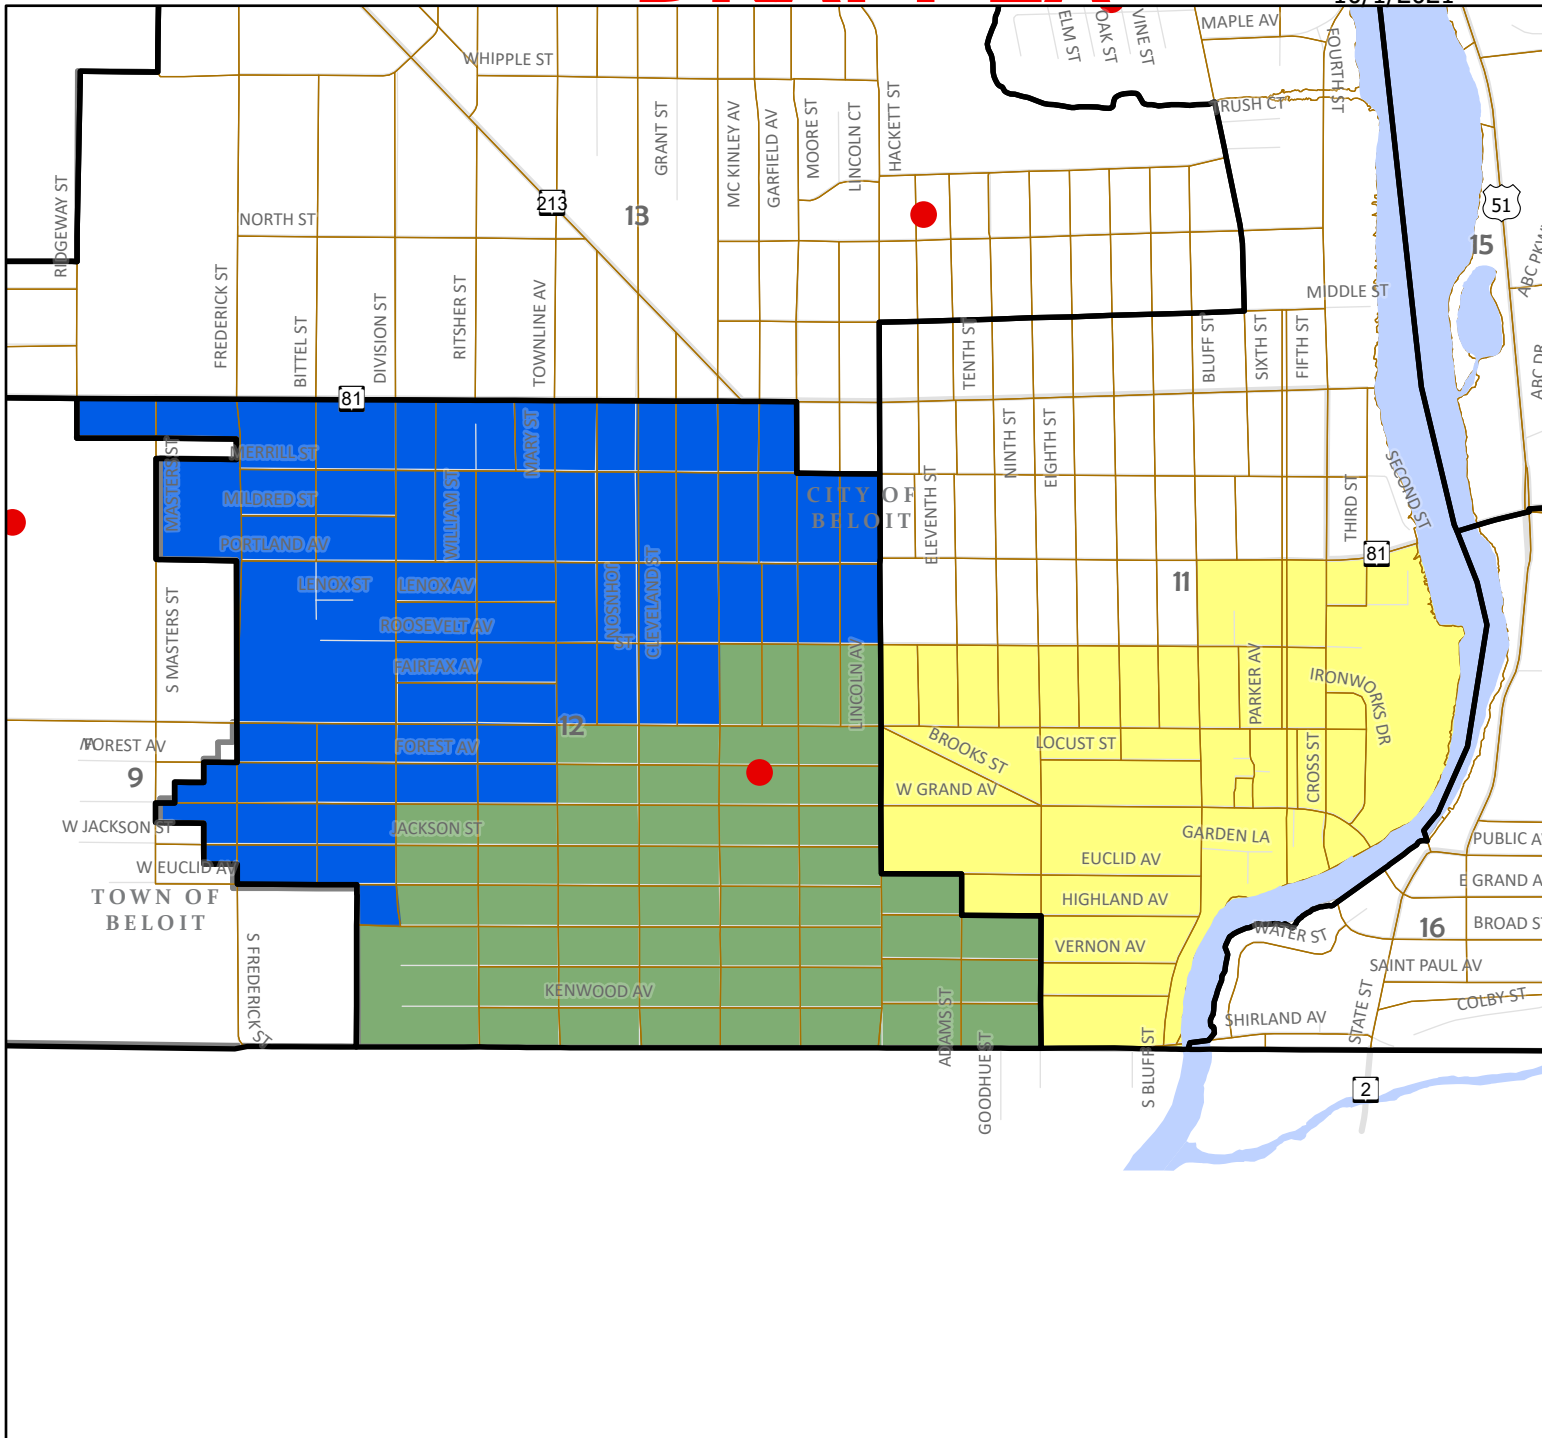 10/1/2021
MAPLE AV
ELM ST
OAK ST
VINE ST
FOURTH ST
WHIPPLE ST
TRUSH CT
GRANT ST
MC KINLEY AV
GARFIELD AV
MOORE ST
LINCOLN CT
HACKETT ST
RIDGEWAY ST
213
13
51
15
NORTH ST
ABC PKW
MIDDLE ST
FREDERICK ST
BITTEL ST
DIVISION ST
RITSHER ST
TOWNLINE AV
TENTH ST
BLUFF ST
SIXTH ST
FIFTH ST
ABC DR
81
MASTERS ST
MERRILL ST
MARY ST
NINTH ST
EIGHTH ST
MILDRED ST
WILLIAM ST
CITY OF
BELOIT
ELEVENTH ST
THIRD ST
SECOND ST
PORTLAND AV
81
LENOX ST
LENOX AV
JOHNSON
ST
CLEVELAND ST
11
ROOSEVELT AV
S MASTERS ST
FAIRFAX AV
LINCOLN AV
PARKER AV
IRONWORKS DR
12
FOREST AV
FOREST AV
BROOKS ST
LOCUST ST
CROSS ST
9
W GRAND AV
W JACKSON ST
JACKSON ST
GARDEN LA
PUBLIC A
W EUCLID AV
EUCLID AV
E GRAND A
TOWN OF
BELOIT
HIGHLAND AV
16
BROAD S
WATER ST
S FREDERICK ST
VERNON AV
SAINT PAUL AV
KENWOOD AV
COLBY ST
ADAMS ST
SHIRLAND AV
STATE ST
GOODHUE ST
S BLUFF ST
2